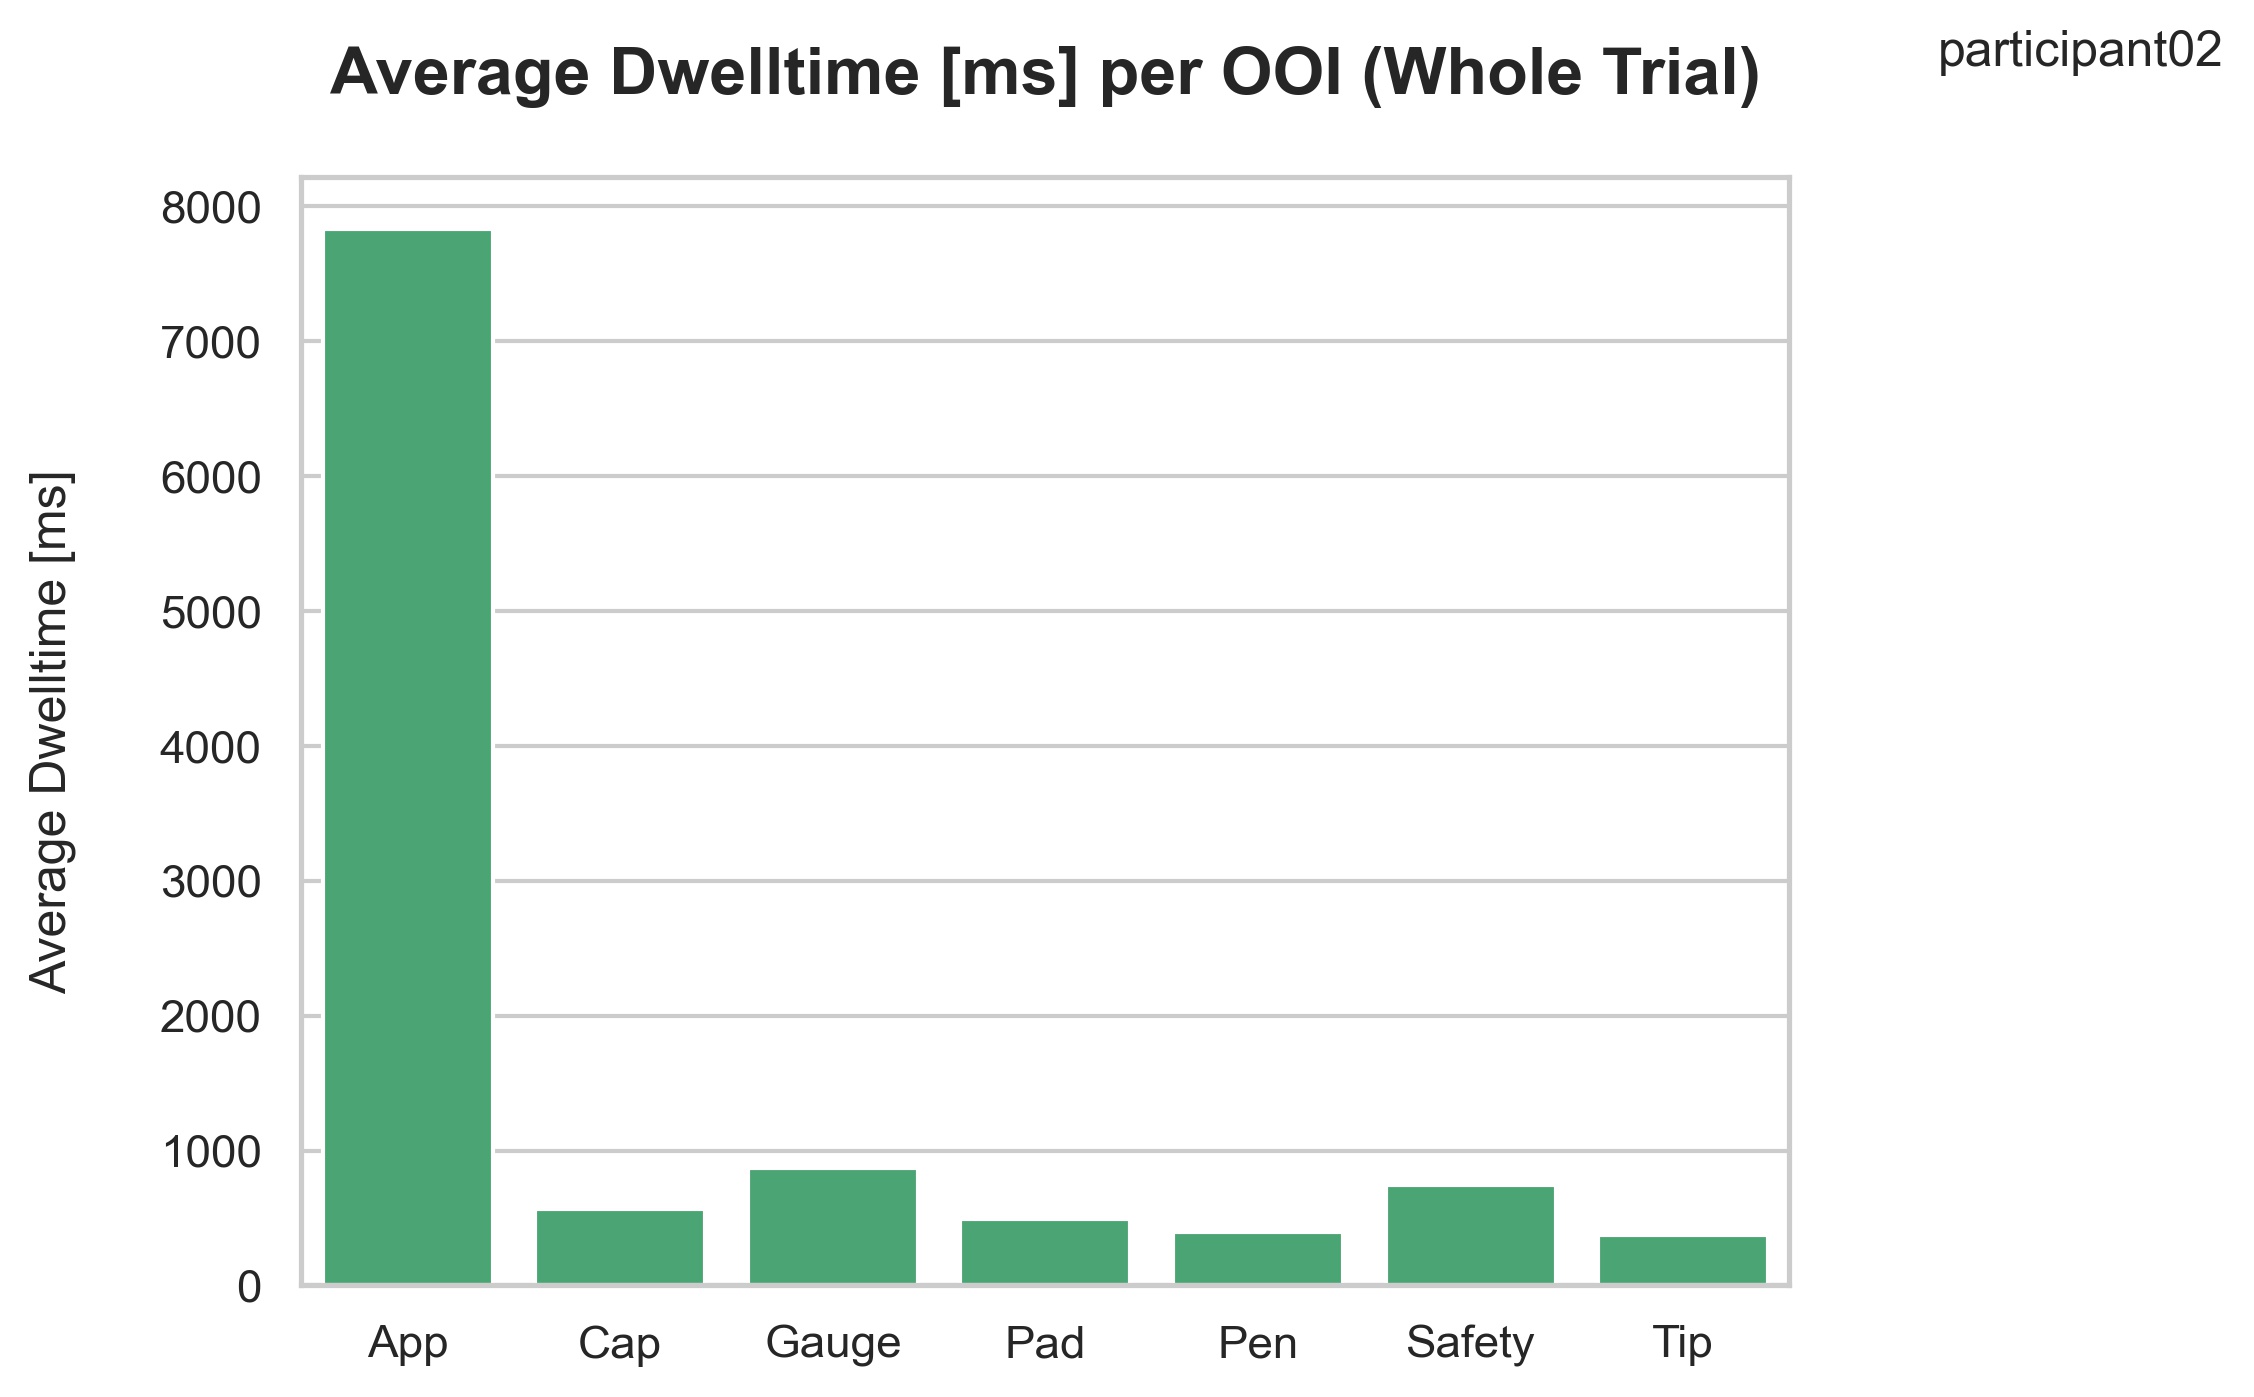 participant02
Average Dwelltime [ms] per OOI (Whole Trial)
Average Dwelltime [ms]
8000
7000
6000
5000
4000
3000
2000
1000
0
App Cap Gauge Pad Pen Safety Tip